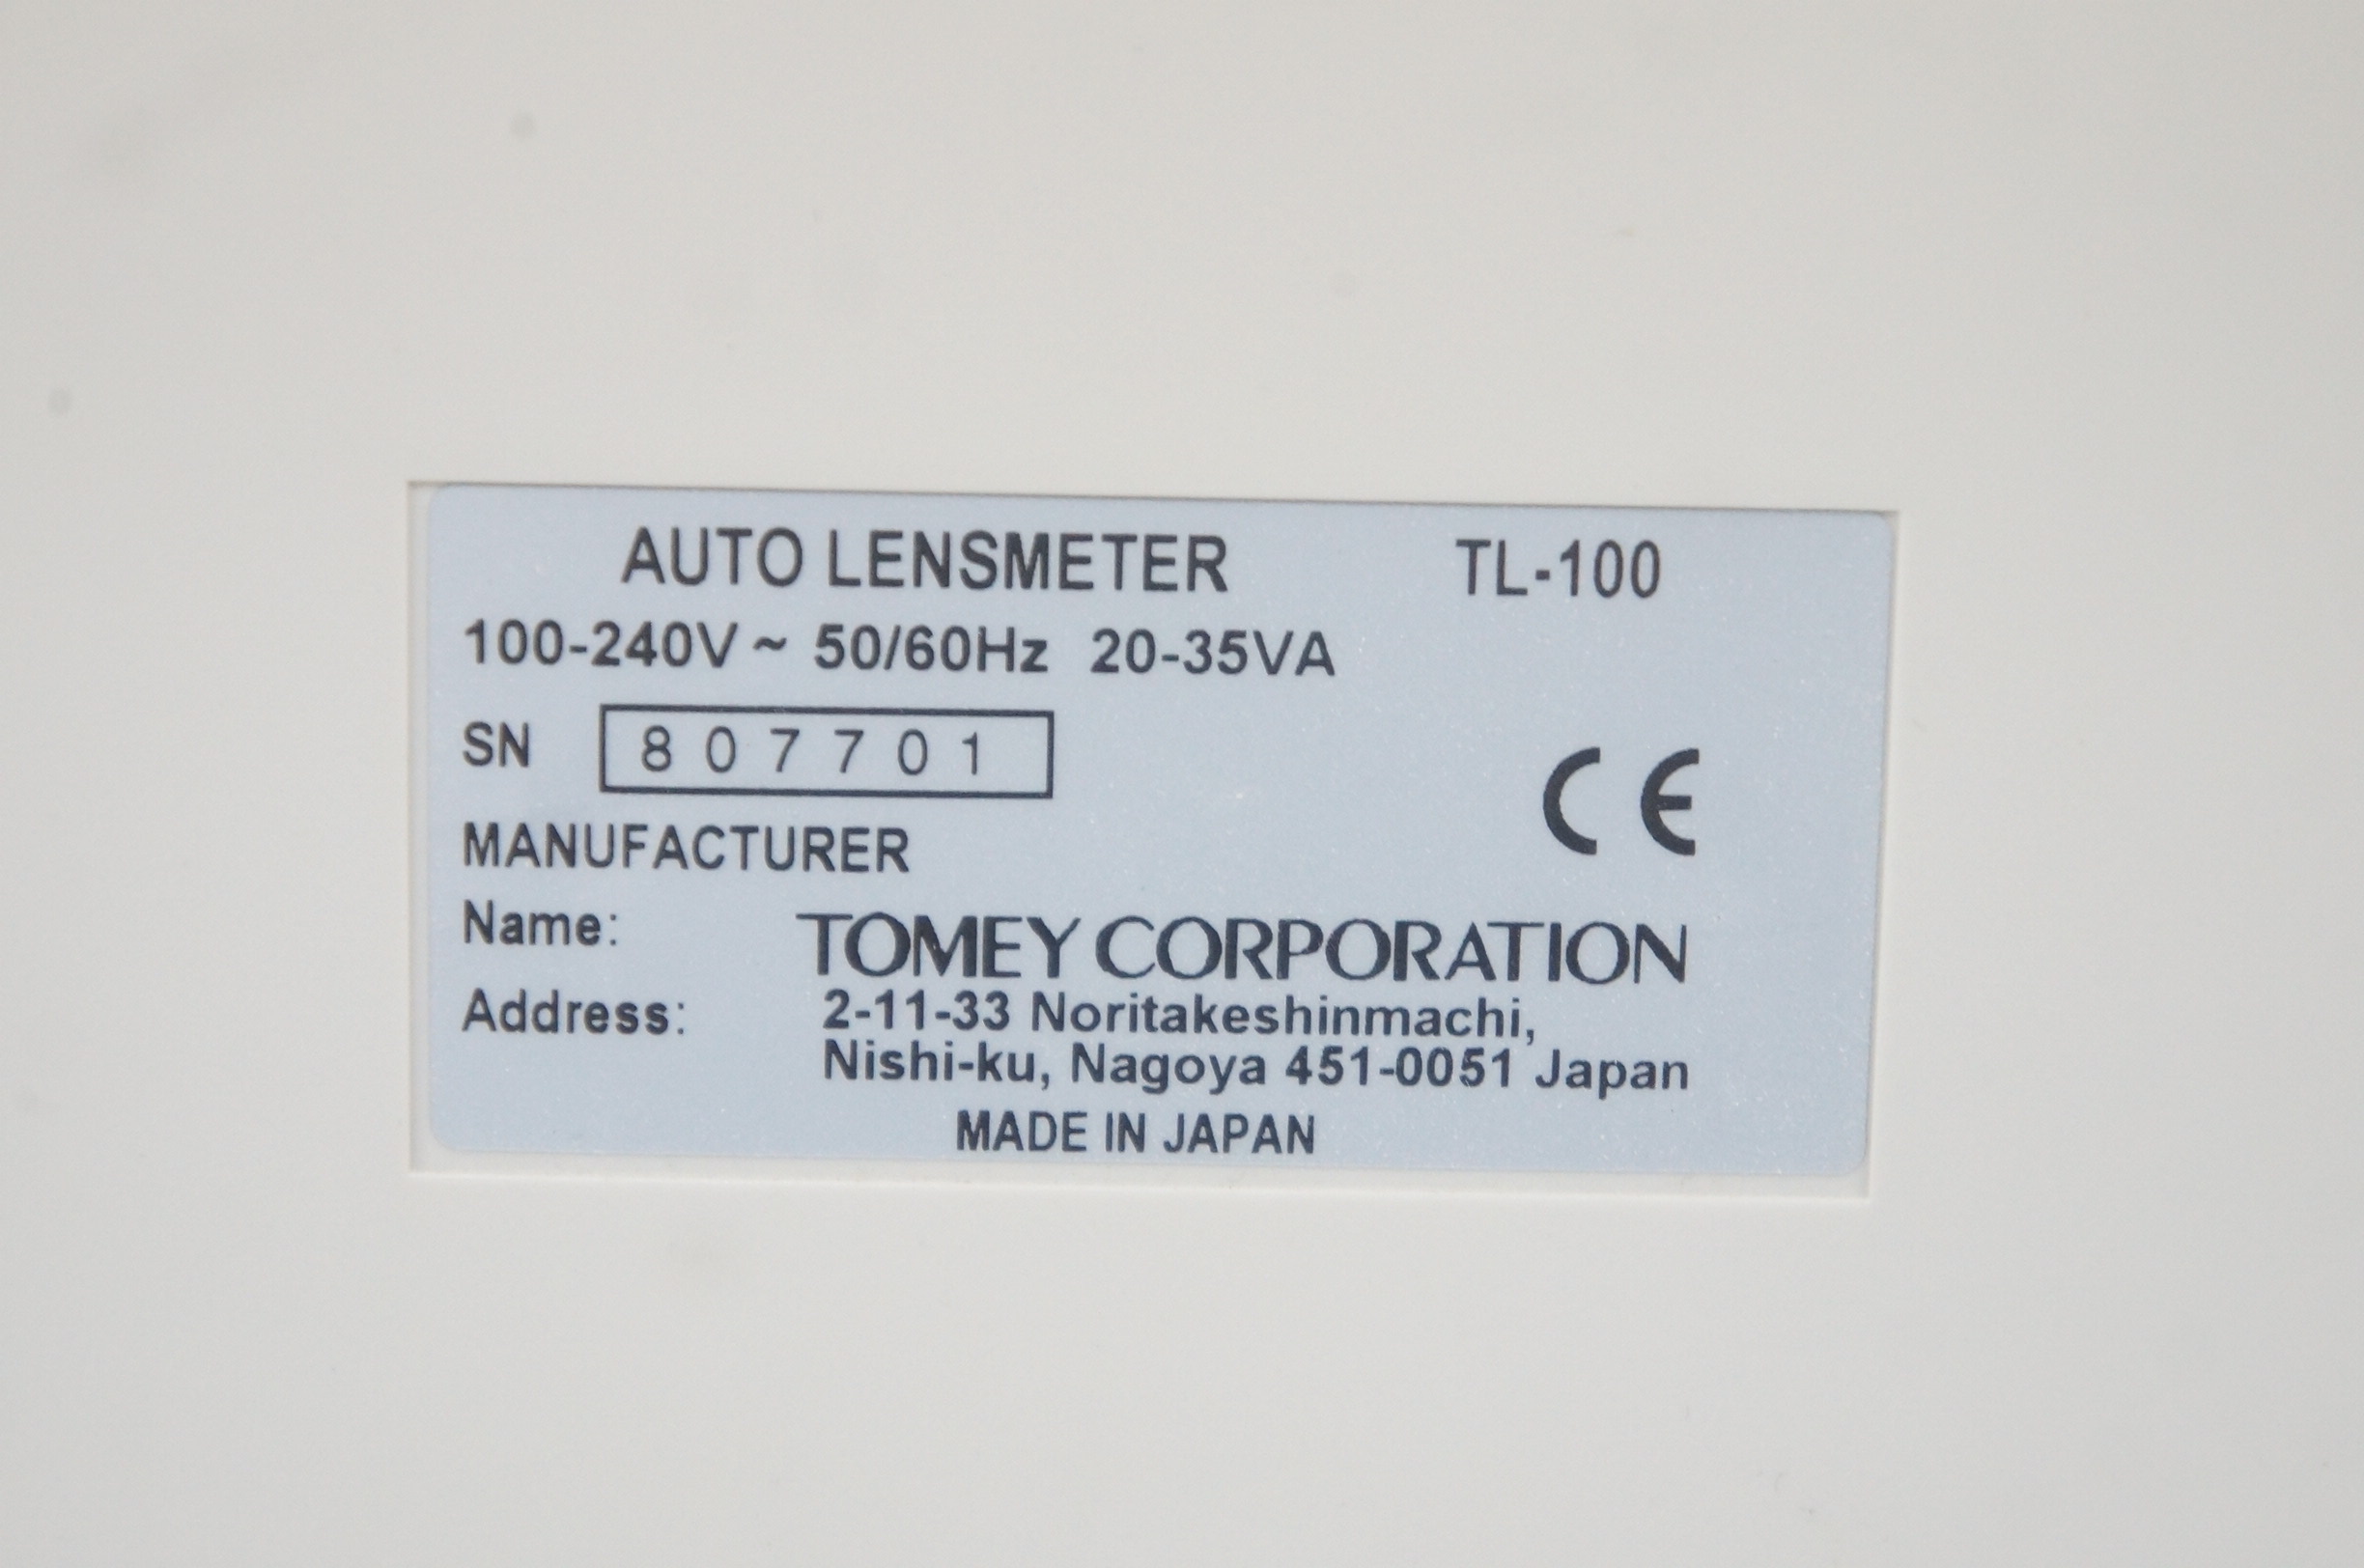 AUTO LENSMETER TL-100
100-240V ~ 50/60Hz 20-35VA
SN 807701
CE
MANUFACTURER
Name: TOMEY CORPORATION
Address: 2-11-33 Noritakeshinmachi,
Nishi-ku, Nagoya 451-0051 Japan
MADE IN JAPAN